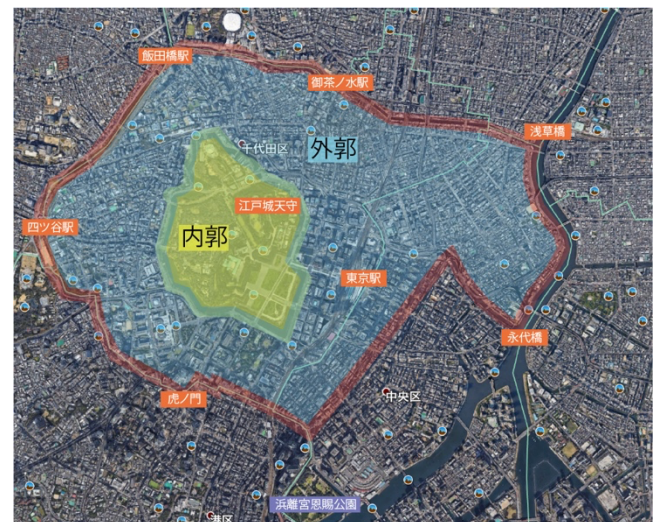 飯田橋駅
御茶ノ水駅
浅草橋
千代田区
外郭
江戸城天守
四ツ谷駅
内郭
東京駅
永代橋
虎ノ門
中央区
浜離宮恩賜公園
港区